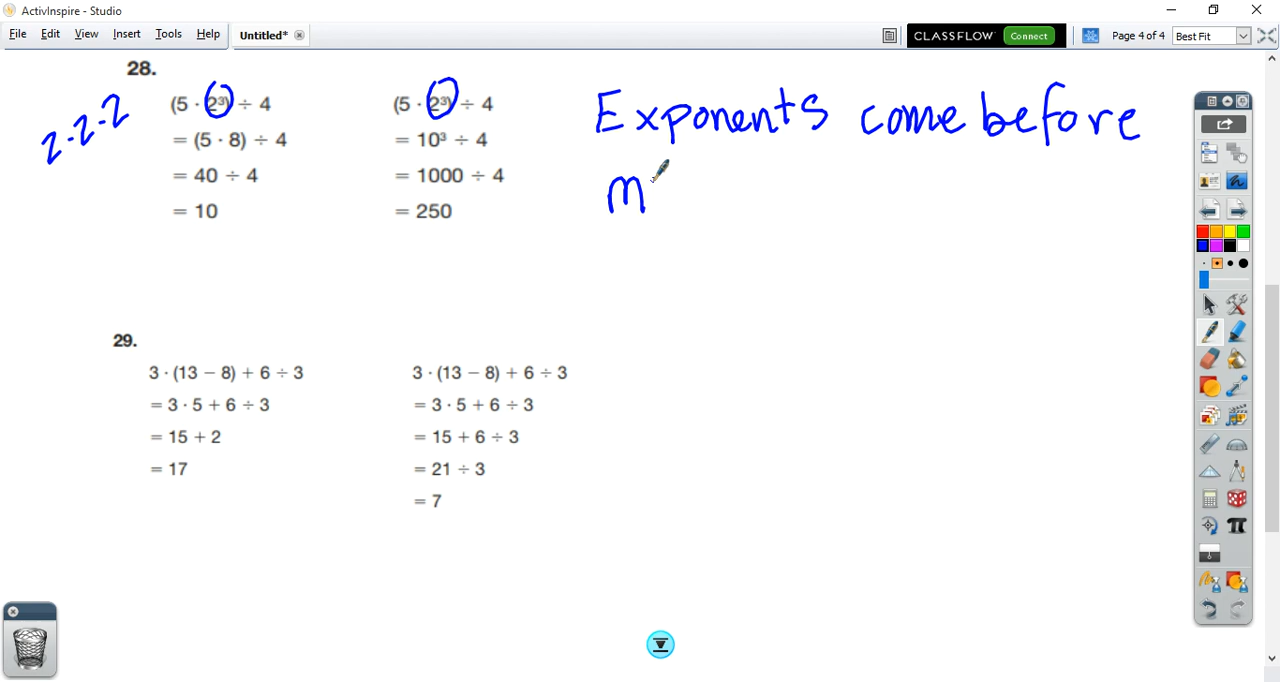 ActivInspire - Studio
File Edit View Insert Tools Help Untitled* CLASSFLOW Connect Page 4 of 4 Best Fit
28.
2·2·2 (5 · 2³) ÷ 4 (5 · 2³) ÷ 4 Exponents come before
= (5 · 8) ÷ 4 = 10³ ÷ 4
= 40 ÷ 4 = 1000 ÷ 4 m
= 10 = 250
29.
3 · (13 − 8) + 6 ÷ 3 3 · (13 − 8) + 6 ÷ 3
= 3 · 5 + 6 ÷ 3 = 3 · 5 + 6 ÷ 3
= 15 + 2 = 15 + 6 ÷ 3
= 17 = 21 ÷ 3
= 7